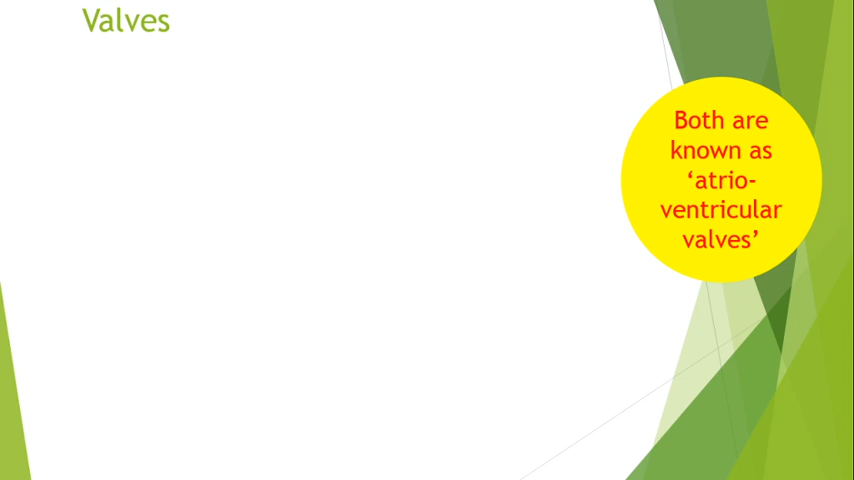 Valves
Both are
known as
‘atrio-
ventricular
valves’